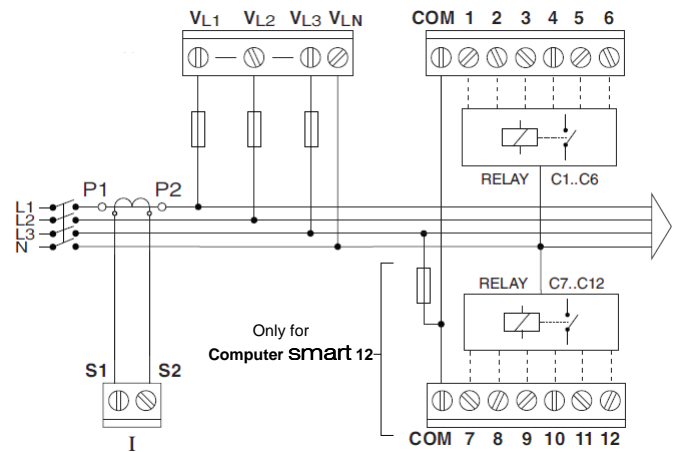 VL1 VL2 VL3 VLN
COM 1 2 3 4 5 6
RELAY C1..C6
P1 P2
L1
L2
L3
N
RELAY C7..C12
Only for
Computer smart 12
S1 S2
I
COM 7 8 9 10 11 12